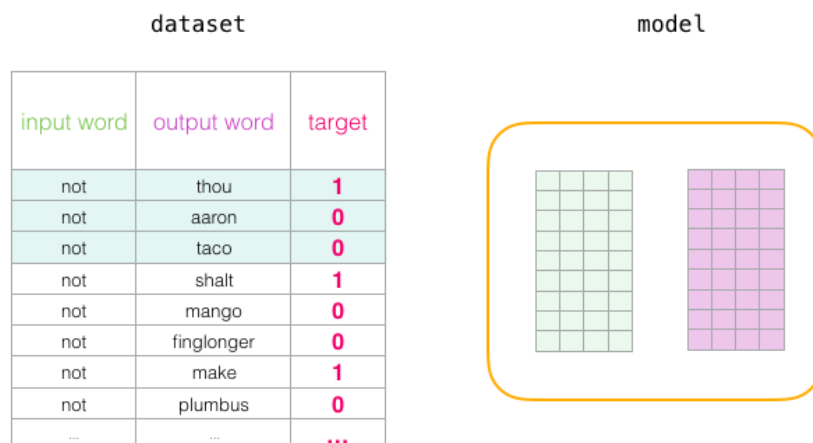 dataset
model
input word output word target
not thou 1
not aaron 0
not taco 0
not shalt 1
not mango 0
not finglonger 0
not make 1
not plumbus 0
... ... ...